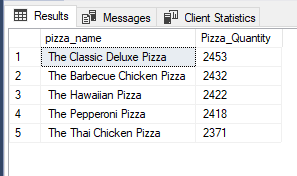 Results Messages Client Statistics
pizza_name Pizza_Quantity
1 The Classic Deluxe Pizza 2453
2 The Barbecue Chicken Pizza 2432
3 The Hawaiian Pizza 2422
4 The Pepperoni Pizza 2418
5 The Thai Chicken Pizza 2371